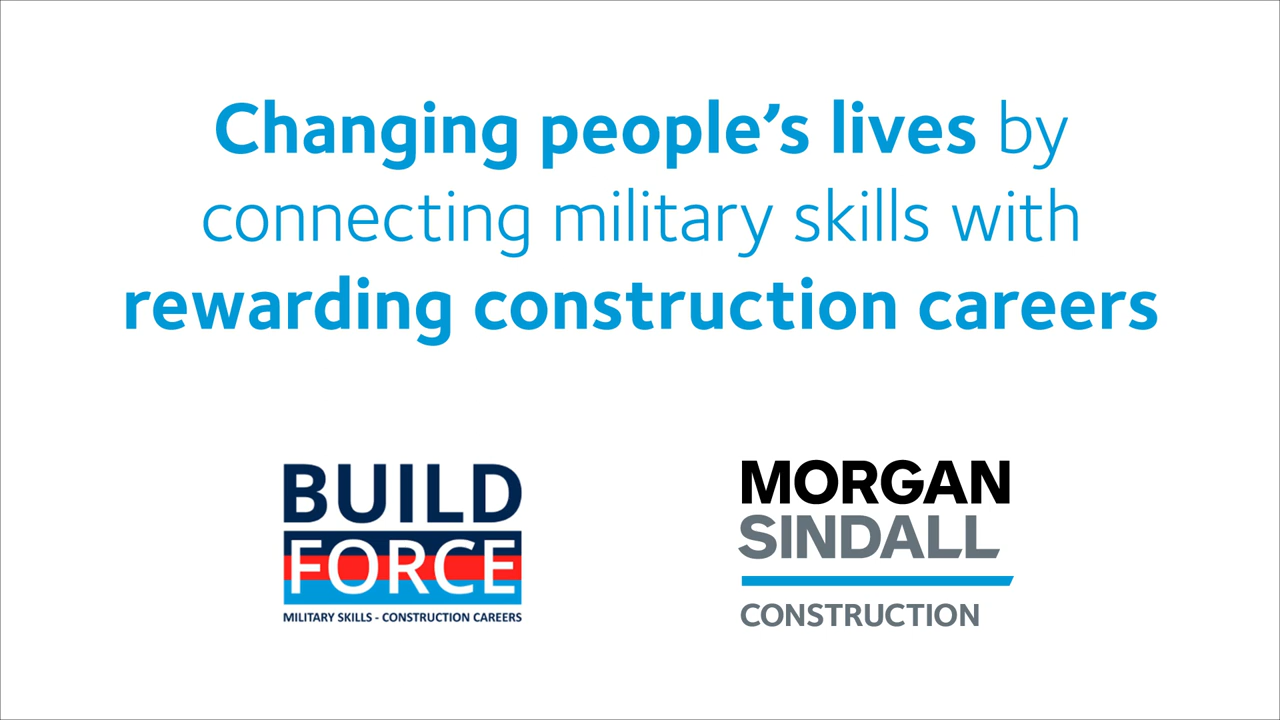 Changing people’s lives by
connecting military skills with
rewarding construction careers
BUILD
FORCE
MILITARY SKILLS - CONSTRUCTION CAREERS
MORGAN
SINDALL
CONSTRUCTION